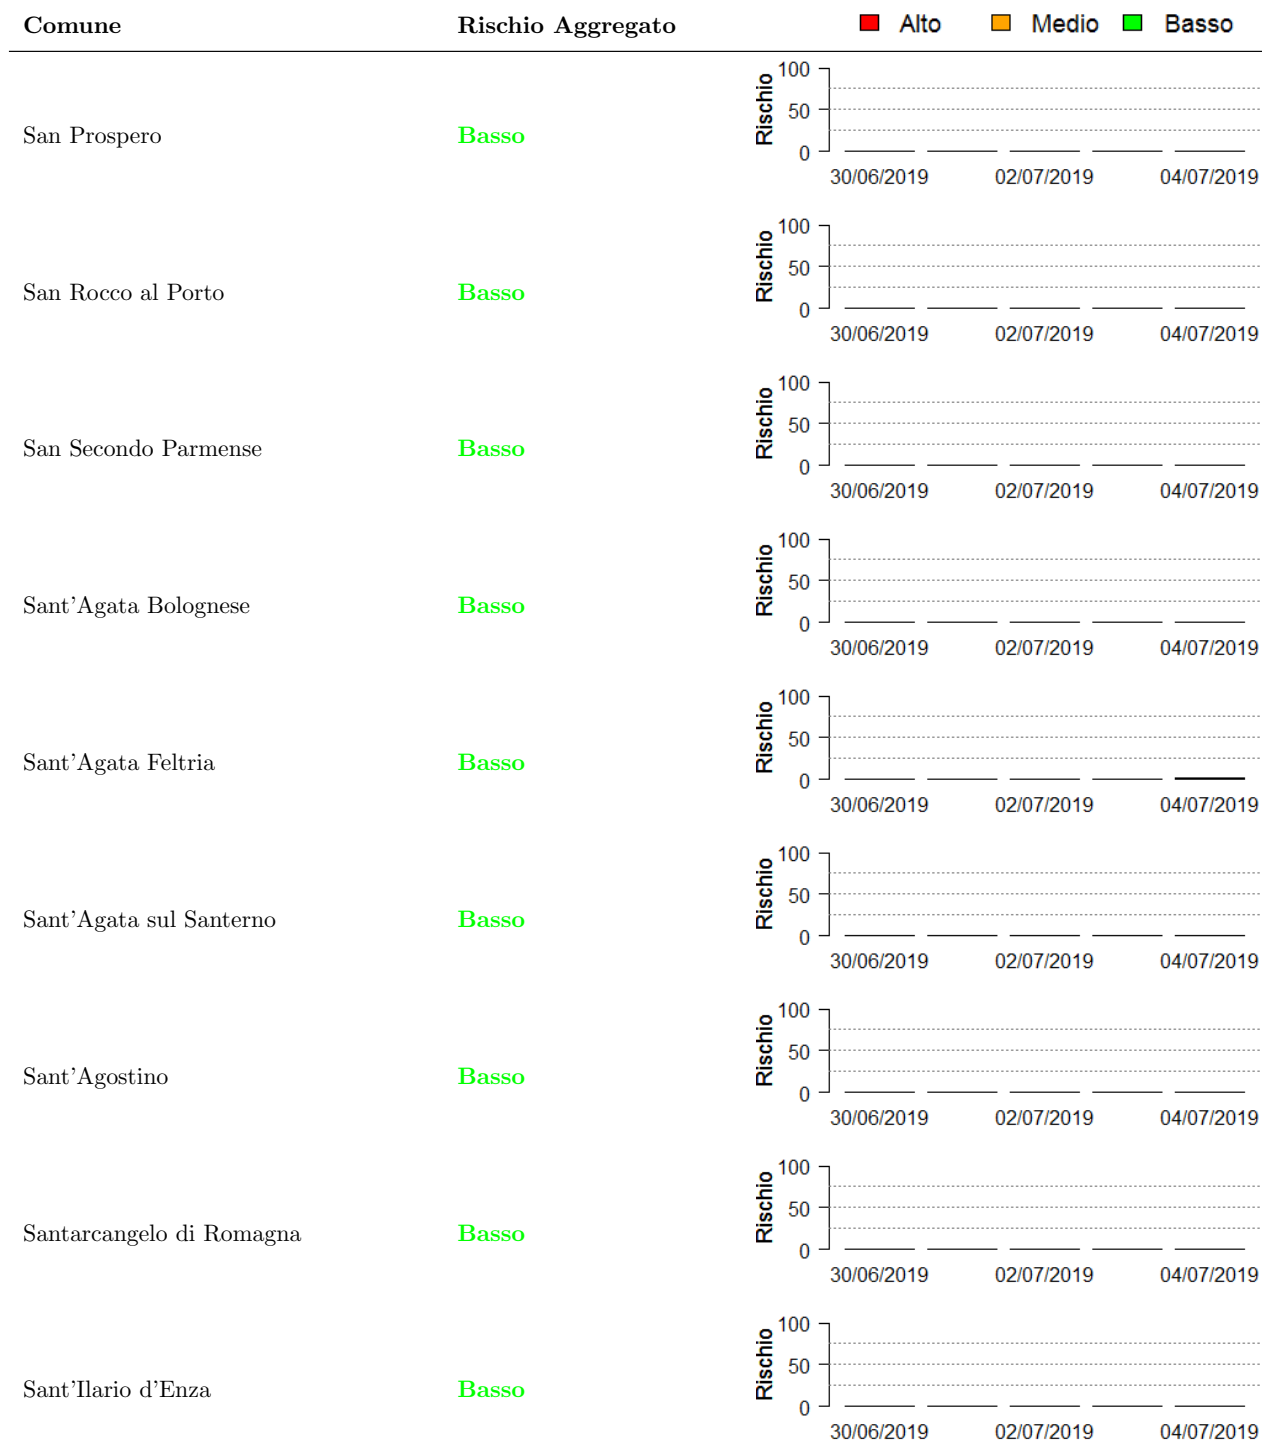 Comune Rischio Aggregato Alto Medio Basso
100
50
0
Rischio
San Prospero Basso
30/06/2019 02/07/2019 04/07/2019
100
50
0
Rischio
San Rocco al Porto Basso
30/06/2019 02/07/2019 04/07/2019
100
50
0
Rischio
San Secondo Parmense Basso
30/06/2019 02/07/2019 04/07/2019
100
50
0
Rischio
Sant'Agata Bolognese Basso
30/06/2019 02/07/2019 04/07/2019
100
50
0
Rischio
Sant'Agata Feltria Basso
30/06/2019 02/07/2019 04/07/2019
100
50
0
Rischio
Sant'Agata sul Santerno Basso
30/06/2019 02/07/2019 04/07/2019
100
50
0
Rischio
Sant'Agostino Basso
30/06/2019 02/07/2019 04/07/2019
100
50
0
Rischio
Santarcangelo di Romagna Basso
30/06/2019 02/07/2019 04/07/2019
100
50
0
Rischio
Sant'Ilario d'Enza Basso
30/06/2019 02/07/2019 04/07/2019